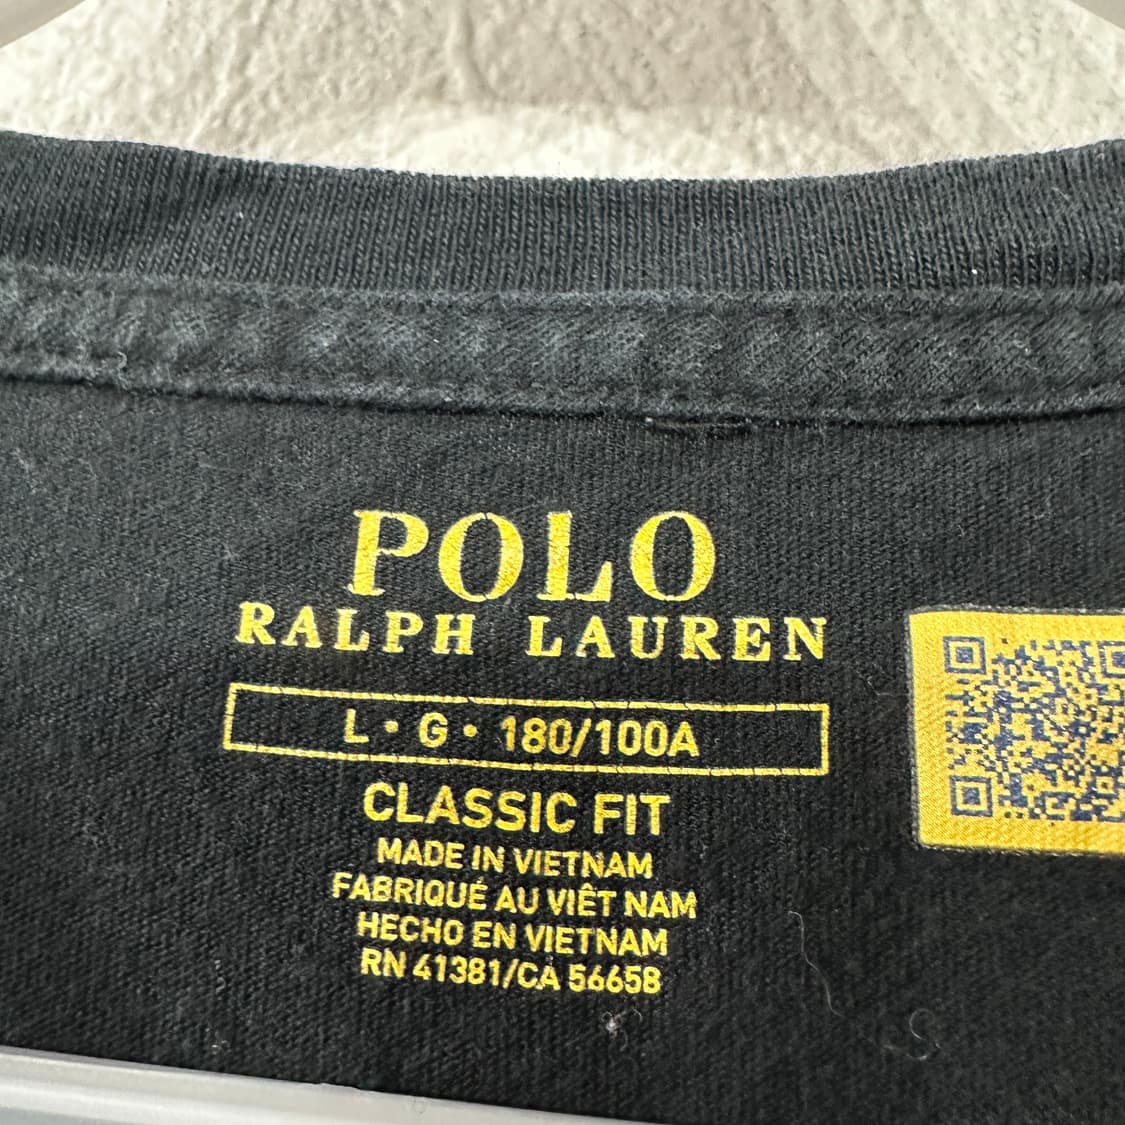 POLO
RALPH LAUREN
L • G • 180/100A
CLASSIC FIT
MADE IN VIETNAM
FABRIQUÉ AU VIÊT NAM
HECHO EN VIETNAM
RN 41381/CA 56658